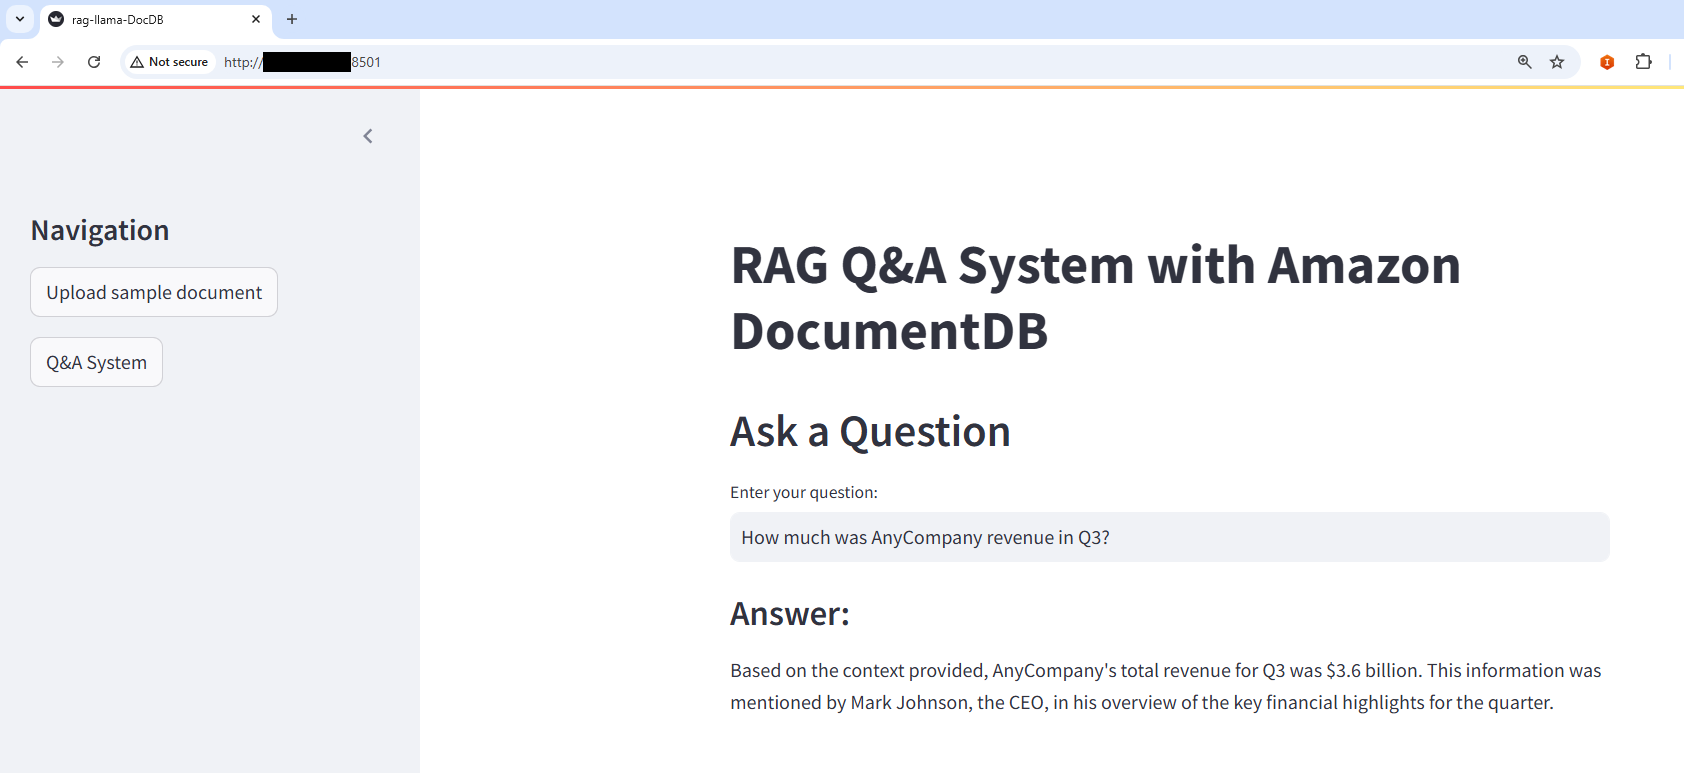 rag-llama-DocDB
Not secure
http://
8501
Navigation
Upload sample document
Q&A System
RAG Q&A System with Amazon
DocumentDB
Ask a Question
Enter your question:
How much was AnyCompany revenue in Q3?
Answer:
Based on the context provided, AnyCompany's total revenue for Q3 was $3.6 billion. This information was
mentioned by Mark Johnson, the CEO, in his overview of the key financial highlights for the quarter.